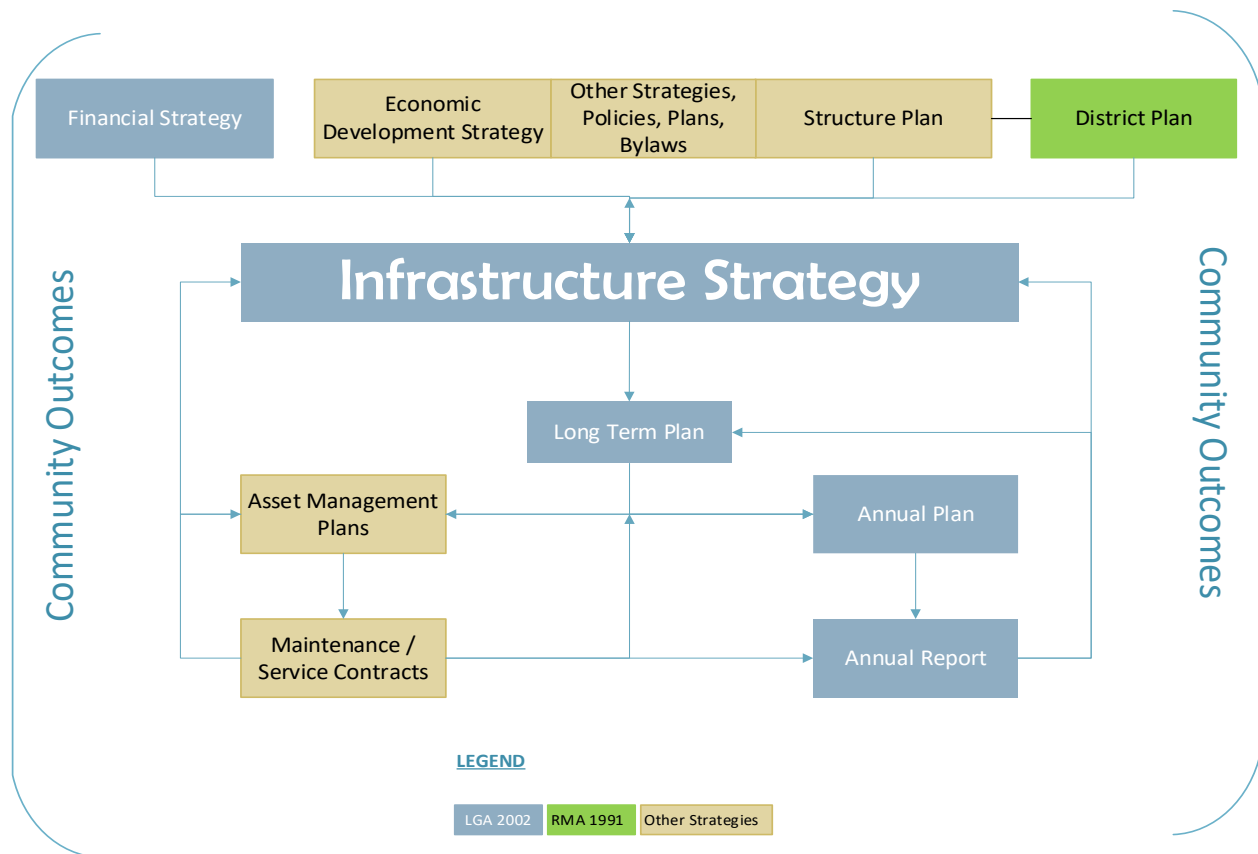 Financial Strategy
Economic
Development Strategy
Other Strategies,
Policies, Plans,
Bylaws
Structure Plan
District Plan
Infrastructure Strategy
Community Outcomes
Community Outcomes
Long Term Plan
Asset Management
Plans
Annual Plan
Maintenance /
Service Contracts
Annual Report
LEGEND
LGA 2002
RMA 1991
Other Strategies